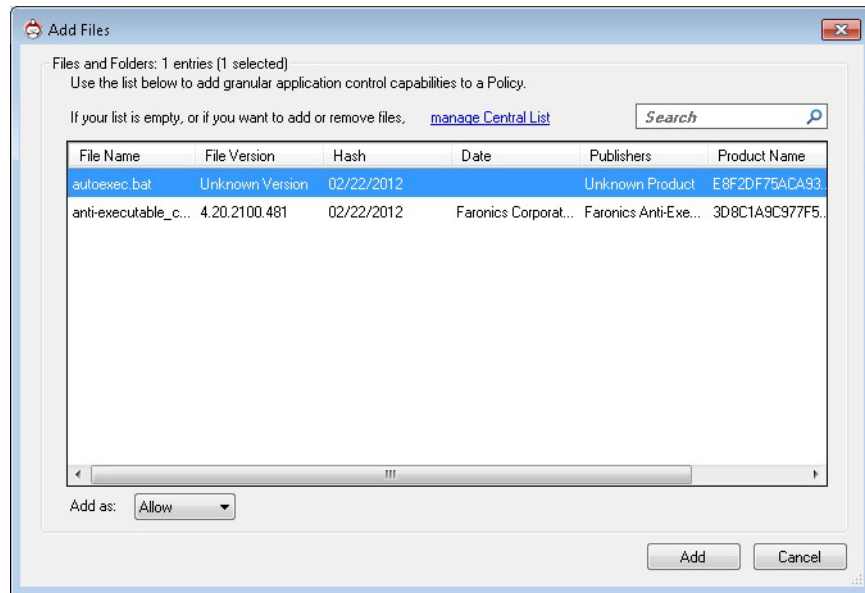 Add Files
Files and Folders: 1 entries (1 selected)
Use the list below to add granular application control capabilities to a Policy.
If your list is empty, or if you want to add or remove files, manage Central List Search
File Name File Version Hash Date Publishers Product Name
autoexec.bat Unknown Version 02/22/2012 Unknown Product E8F2DF75ACA93..
anti-executable_c... 4.20.2100.481 02/22/2012 Faronics Corporat... Faronics Anti-Exe... 3D8C1A9C977F5..
Add as: Allow
Add Cancel